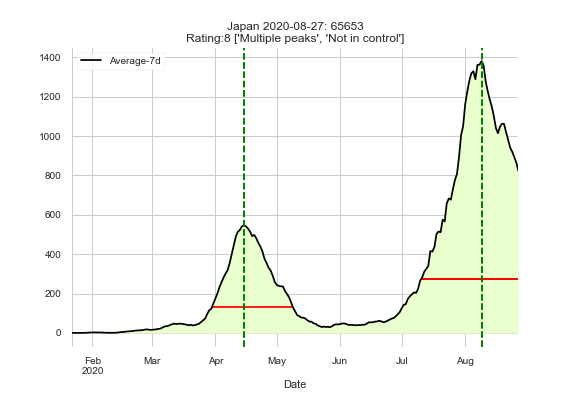 Japan 2020-08-27: 65653
Rating:8 ['Multiple peaks', 'Not in control']
Average-7d
1400
1200
1000
800
600
400
200
0
Feb Mar Apr May Jun Jul Aug
2020
Date